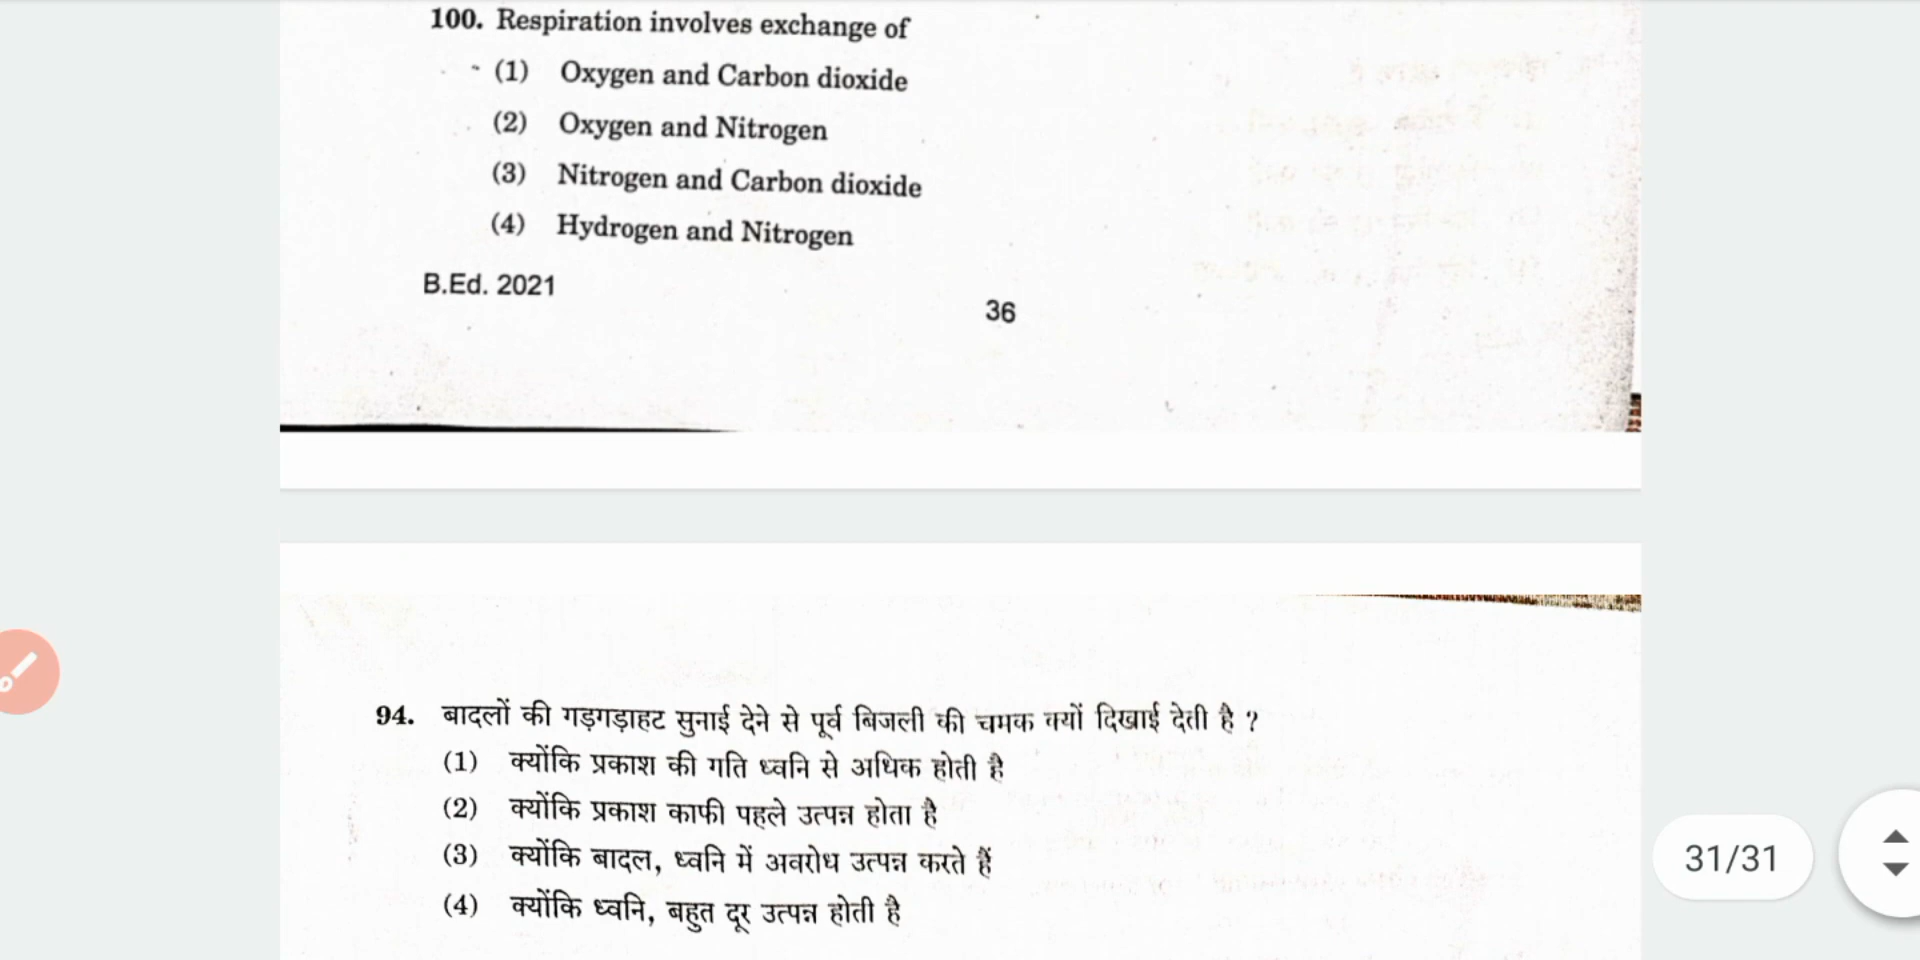 100. Respiration involves exchange of
(1) Oxygen and Carbon dioxide
(2) Oxygen and Nitrogen
(3) Nitrogen and Carbon dioxide
(4) Hydrogen and Nitrogen
B.Ed. 2021
36
94. बादलों की गड़गड़ाहट सुनाई देने से पूर्व बिजली की चमक क्यों दिखाई देती है ?
(1) क्योंकि प्रकाश की गति ध्वनि से अधिक होती है
(2) क्योंकि प्रकाश काफी पहले उत्पन्न होता है
(3) क्योंकि बादल, ध्वनि में अवरोध उत्पन्न करते हैं
(4) क्योंकि ध्वनि, बहुत दूर उत्पन्न होती है
31/31